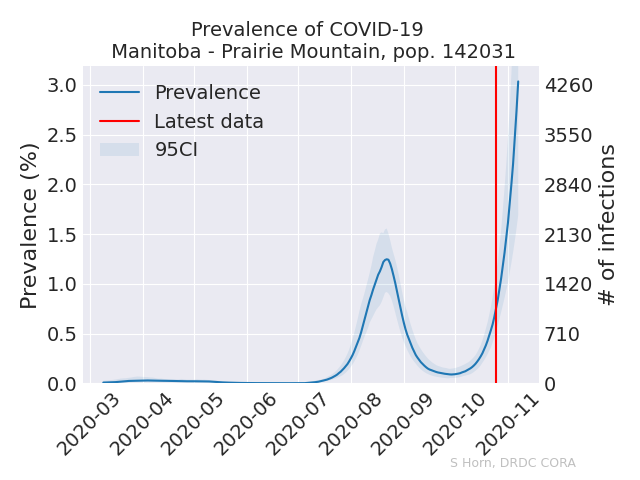 Prevalence of COVID-19
Manitoba - Prairie Mountain, pop. 142031
Prevalence
Latest data
95CI
Prevalence (%)
3.0
2.5
2.0
1.5
1.0
0.5
0.0
4260
3550
2840
2130
1420
710
0
# of infections
2020-03
2020-04
2020-05
2020-06
2020-07
2020-08
2020-09
2020-10
2020-11
S Horn, DRDC CORA